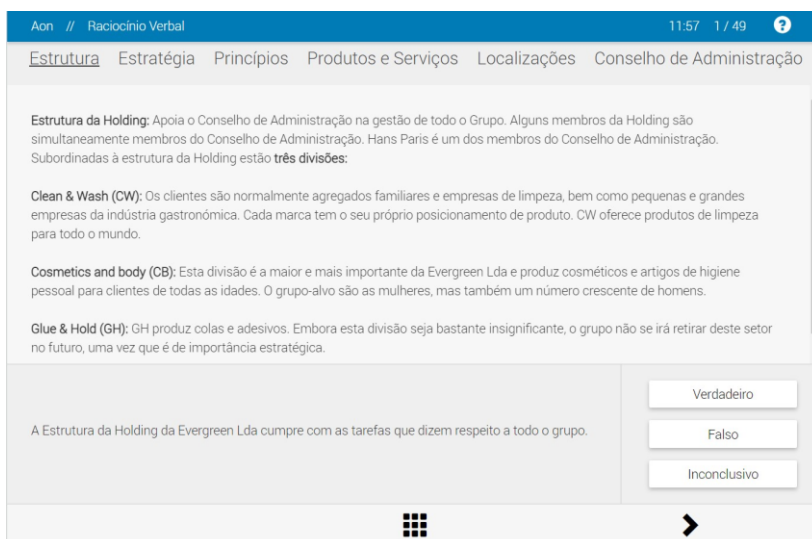 Aon // Raciocínio Verbal 11:57 1 / 49 ?
Estrutura Estratégia Princípios Produtos e Serviços Localizações Conselho de Administração
Estrutura da Holding: Apoia o Conselho de Administração na gestão de todo o Grupo. Alguns membros da Holding são
simultaneamente membros do Conselho de Administração. Hans Paris é um dos membros do Conselho de Administração.
Subordinadas à estrutura da Holding estão três divisões:
Clean & Wash (CW): Os clientes são normalmente agregados familiares e empresas de limpeza, bem como pequenas e grandes
empresas da indústria gastronómica. Cada marca tem o seu próprio posicionamento de produto. CW oferece produtos de limpeza
para todo o mundo.
Cosmetics and body (CB): Esta divisão é a maior e mais importante da Evergreen Lda e produz cosméticos e artigos de higiene
pessoal para clientes de todas as idades. O grupo-alvo são as mulheres, mas também um número crescente de homens.
Glue & Hold (GH): GH produz colas e adesivos. Embora esta divisão seja bastante insignificante, o grupo não se irá retirar deste setor
no futuro, uma vez que é de importância estratégica.
A Estrutura da Holding da Evergreen Lda cumpre com as tarefas que dizem respeito a todo o grupo.
Verdadeiro
Falso
Inconclusivo